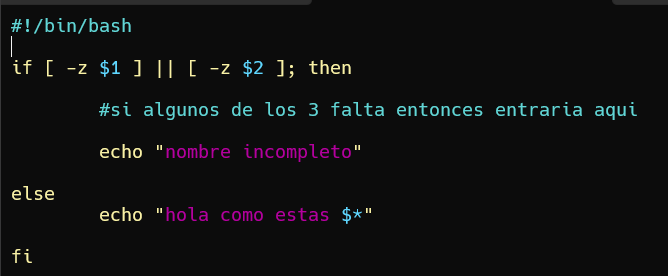 #!/bin/bash
if [ -z $1 ] || [ -z $2 ]; then
#si algunos de los 3 falta entonces entraria aqui
echo "nombre incompleto"
else
echo "hola como estas $*"
fi